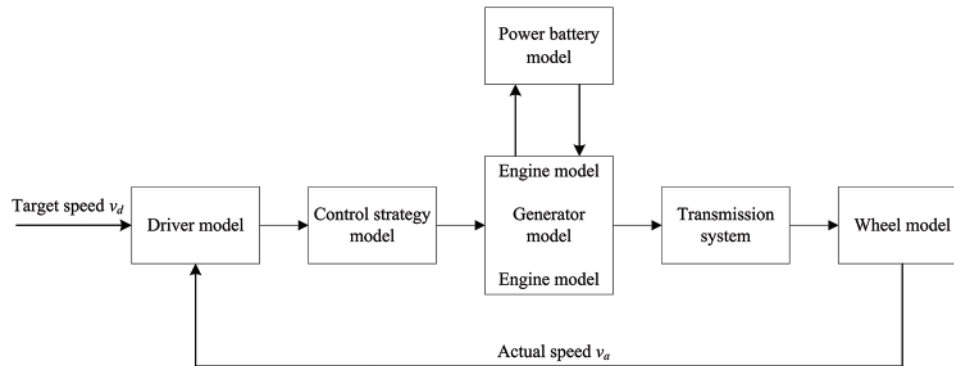 Power battery
model
Target speed v_d
Driver model
Control strategy
model
Engine model
Generator
model
Engine model
Transmission
system
Wheel model
Actual speed v_a